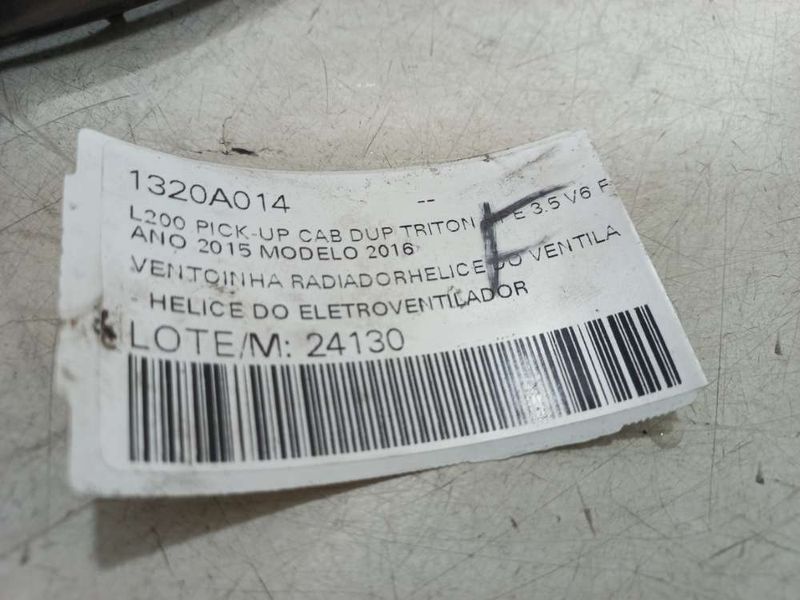 1320A014 --
L200 PICK-UP CAB DUP TRITON E 3.5 V6 F
ANO 2015 MODELO 2016
VENTOINHA RADIADORHELICE DO VENTILA
- HELICE DO ELETROVENTILADOR
LOTE/M: 24130
F